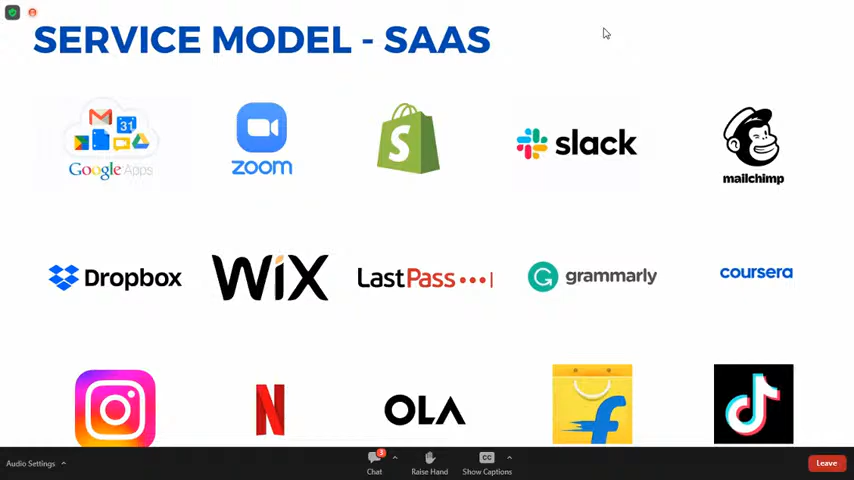 SERVICE MODEL - SAAS
31
Google Apps
zoom
S
slack
mailchimp
Dropbox
WiX
LastPass
grammarly
coursera
N
OLA
f
Audio Settings
3
Chat
Raise Hand
CC
Show Captions
Leave